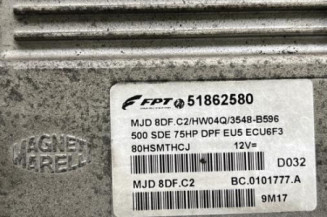 FPT 51862580
MJD 8DF.C2/HW04Q/3548-B596
500 SDE 75HP DPF EU5 ECU6F3
80HSMTHCJ 12V=
D032
MJD 8DF.C2 BC.0101777.A
9M17
MAGNETI
MARELLI